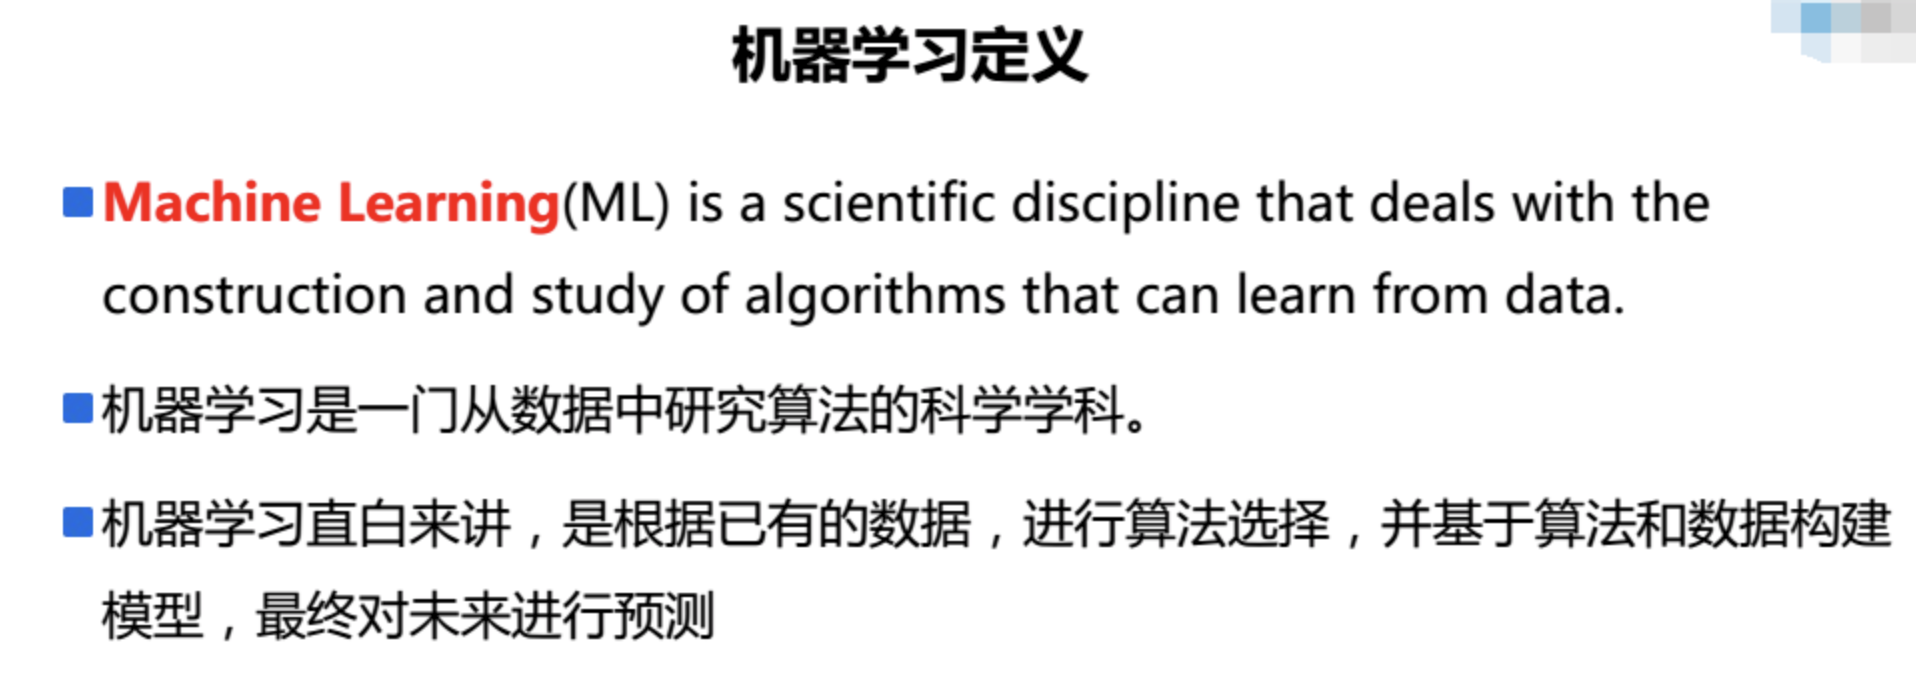 机器学习定义
Machine Learning(ML) is a scientific discipline that deals with the
construction and study of algorithms that can learn from data.
机器学习是一门从数据中研究算法的科学学科。
机器学习直白来讲，是根据已有的数据，进行算法选择，并基于算法和数据构建
模型，最终对未来进行预测